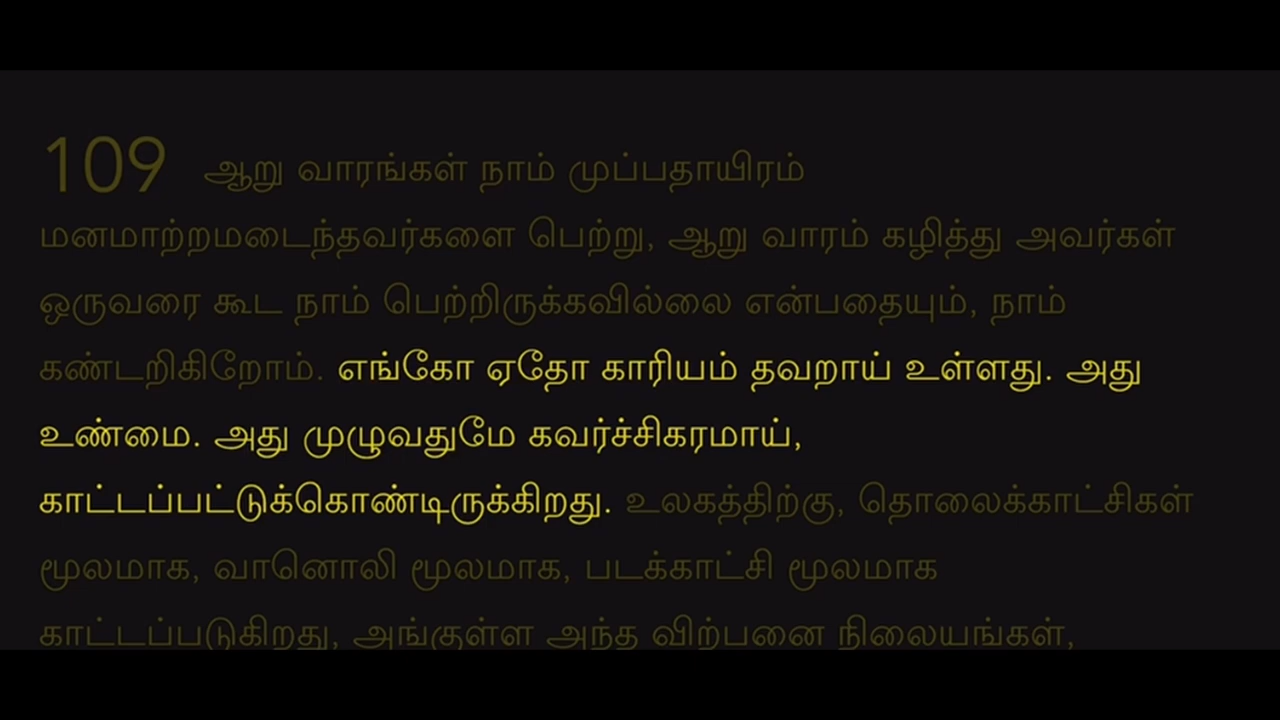 109 ஆறு வாரங்கள் நாம் முப்பதாயிரம்
மனமாற்றமடைந்தவர்களை பெற்று, ஆறு வாரம் கழித்து அவர்கள்
ஒருவரை கூட நாம் பெற்றிருக்கவில்லை என்பதையும், நாம்
கண்டறிகிறோம். எங்கோ ஏதோ காரியம் தவறாய் உள்ளது. அது
உண்மை. அது முழுவதுமே கவர்ச்சிகரமாய்,
காட்டப்பட்டுக்கொண்டிருக்கிறது. உலகத்திற்கு, தொலைக்காட்சிகள்
மூலமாக, வானொலி மூலமாக, படக்காட்சி மூலமாக
காட்டப்படுகிறது, அங்குள்ள அந்த விற்பனை நிலையங்கள்,